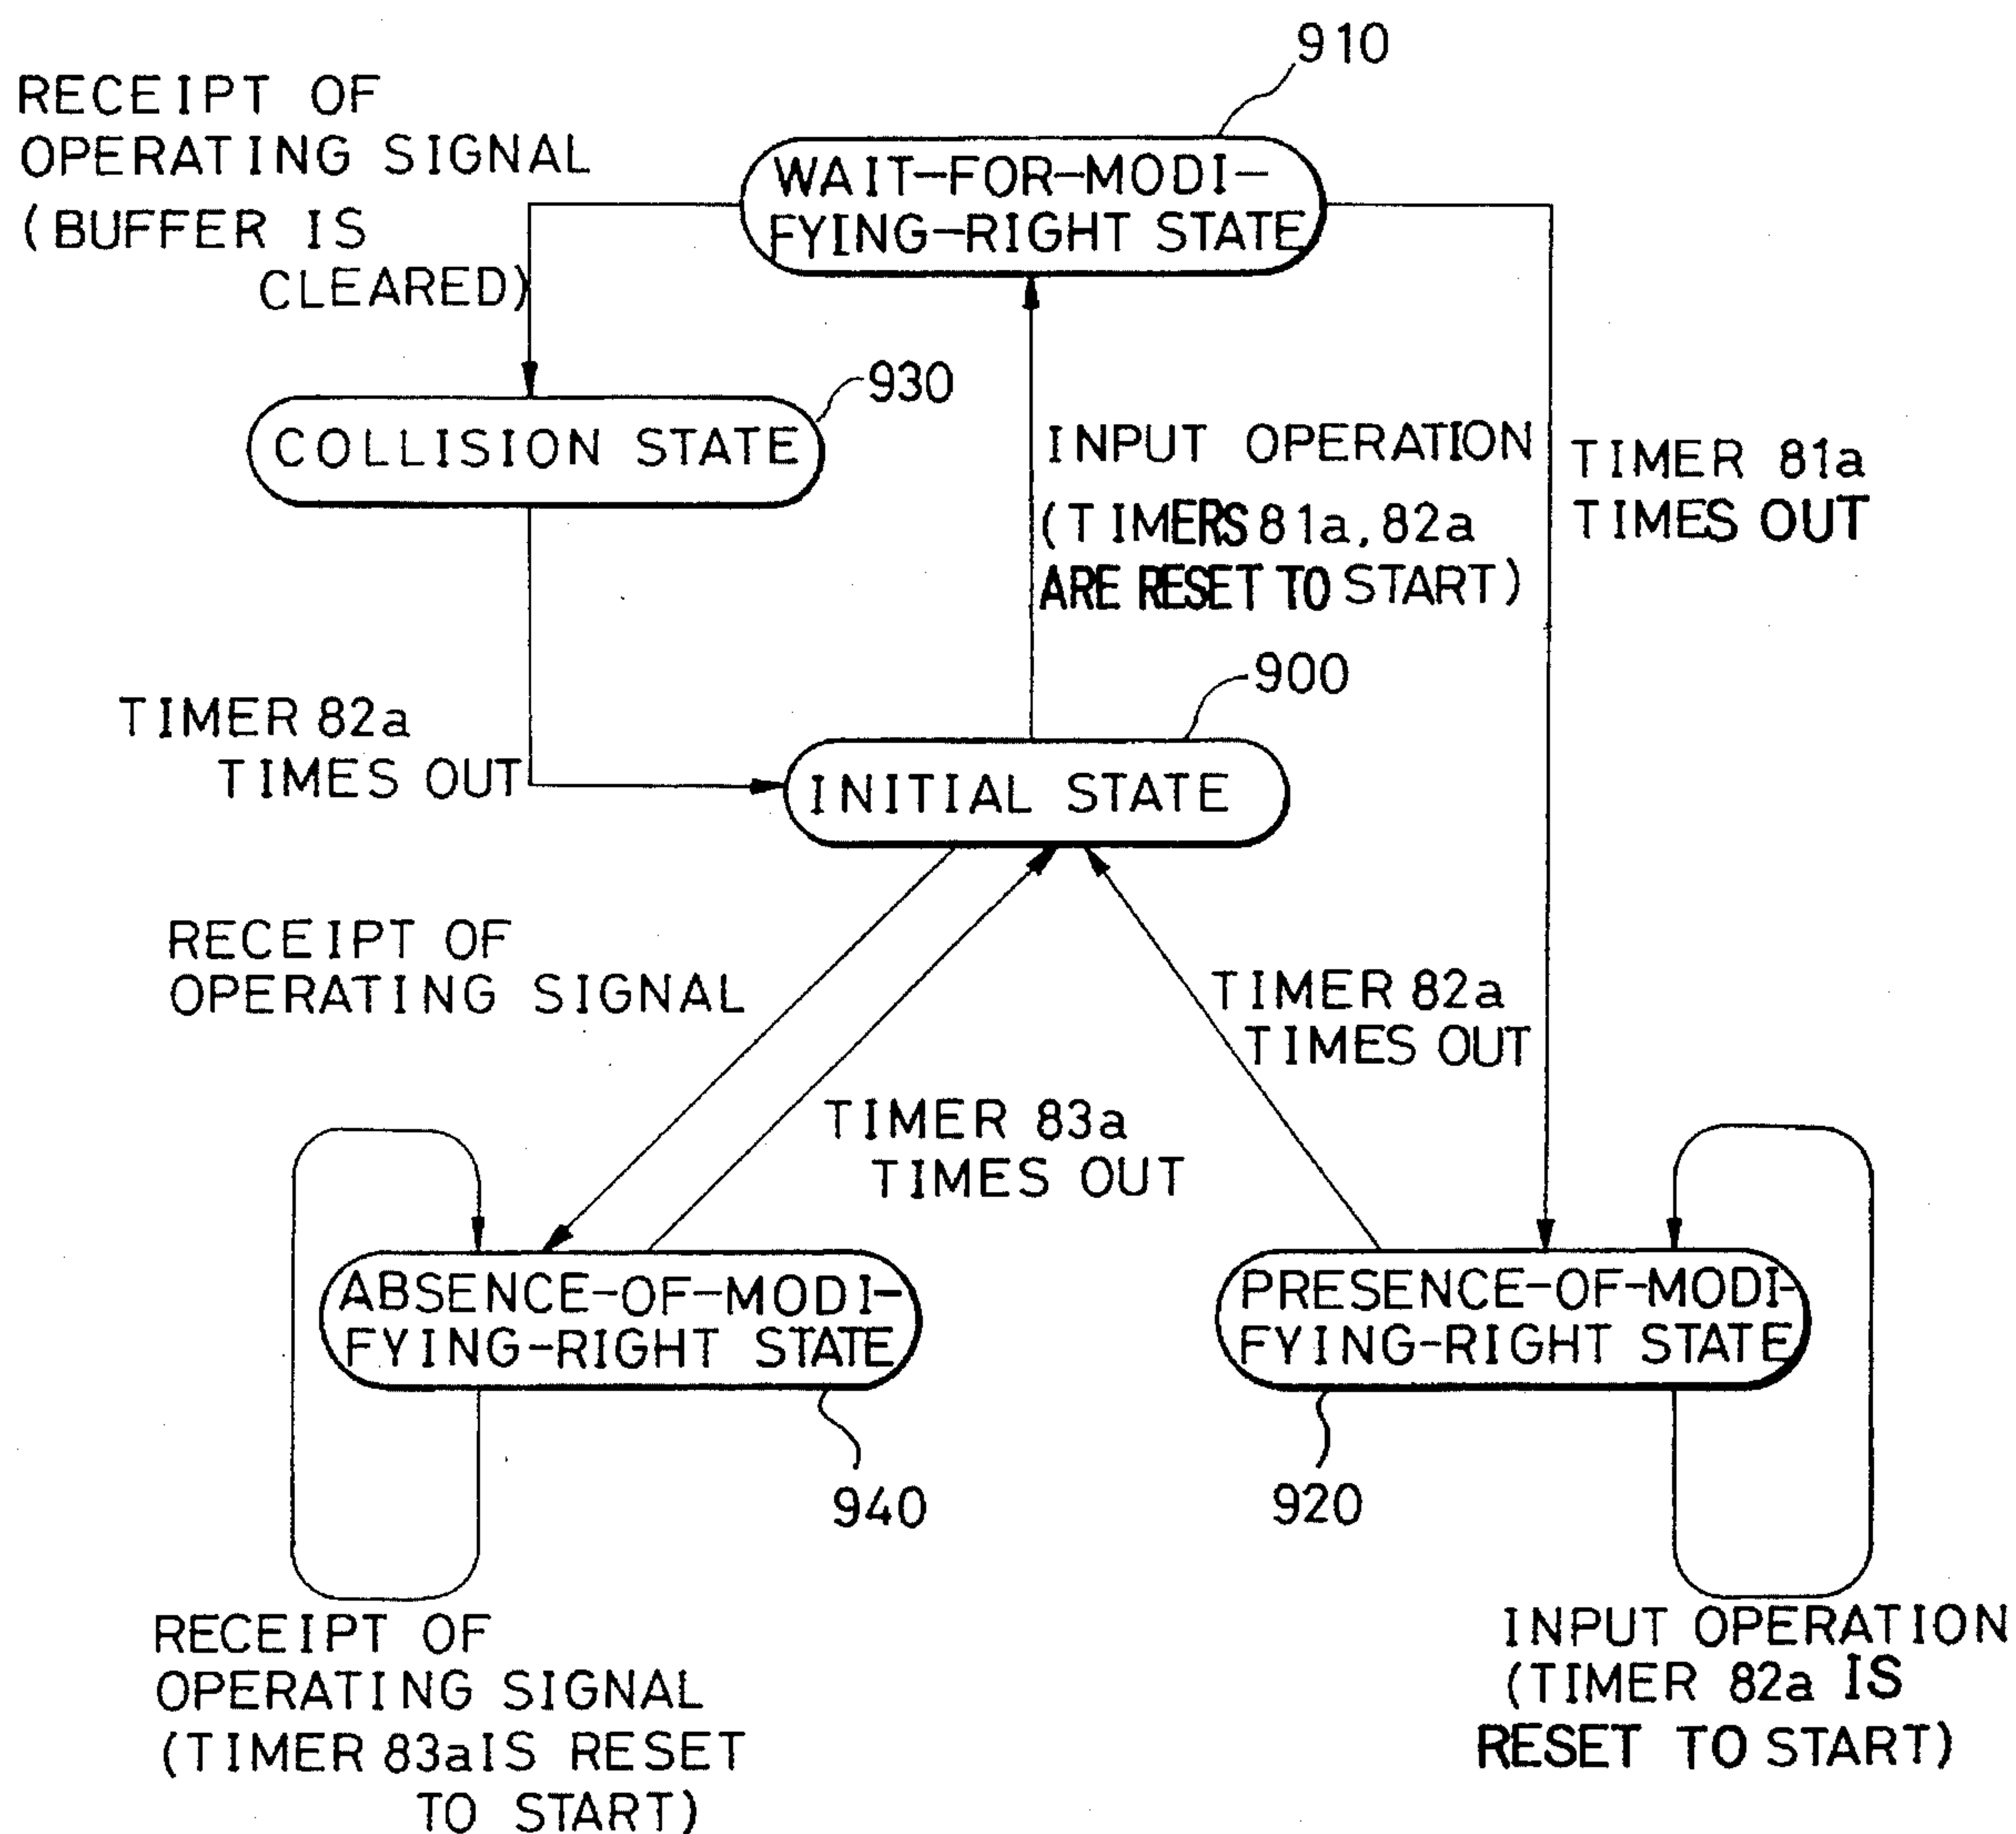 910
RECEIPT OF
OPERATING SIGNAL
(BUFFER IS
CLEARED)
WAIT-FOR-MODI-
FYING-RIGHT STATE
930
COLLISION STATE
INPUT OPERATION
(TIMERS 81a, 82a
ARE RESET TO START)
TIMER 81a
TIMES OUT
900
TIMER 82a
TIMES OUT
INITIAL STATE
RECEIPT OF
OPERATING SIGNAL
TIMER 82a
TIMES OUT
TIMER 83a
TIMES OUT
ABSENCE-OF-MODI-
FYING-RIGHT STATE
PRESENCE-OF-MODI-
FYING-RIGHT STATE
940
920
RECEIPT OF
OPERATING SIGNAL
(TIMER 83a IS RESET
TO START)
INPUT OPERATION
(TIMER 82a IS
RESET TO START)